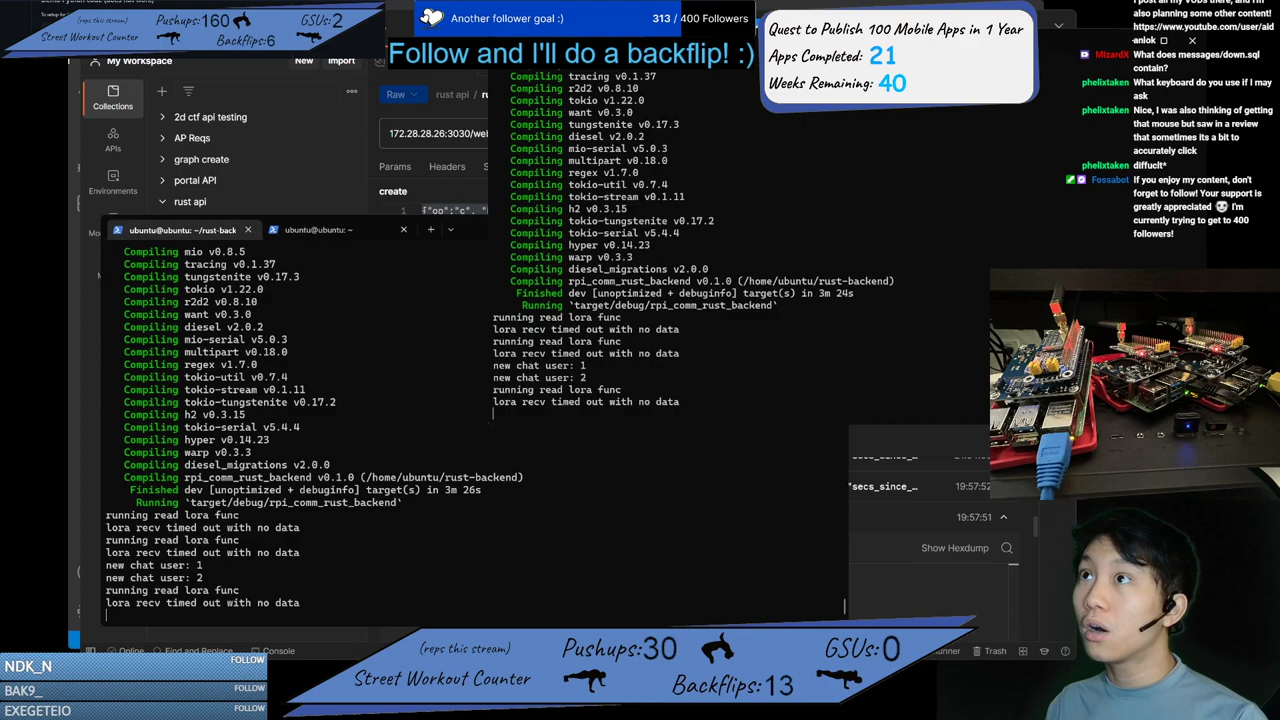 (reps this stream)
Pushups:160
GSUs:2
Street Workout Counter
Backflips:6
Another follower goal :)
313 / 400 Followers
Follow and I'll do a backflip! :)
Quest to Publish 100 Mobile Apps in 1 Year
Apps Completed: 21
Weeks Remaining: 40
My Workspace
New
Import
Collections
APIs
Environments
2d ctf api testing
AP Reqs
graph create
portal API
rust api
Raw
rust api /
172.28.28.26:3030/wel
Params
Headers
create
1
{"op":"c",
Compiling tracing v0.1.37
Compiling r2d2 v0.8.10
Compiling tokio v1.22.0
Compiling want v0.3.0
Compiling tungstenite v0.17.3
Compiling diesel v2.0.2
Compiling mio-serial v5.0.3
Compiling multipart v0.18.0
Compiling regex v1.7.0
Compiling tokio-util v0.7.4
Compiling tokio-stream v0.1.11
Compiling h2 v0.3.15
Compiling tokio-tungstenite v0.17.2
Compiling tokio-serial v5.4.4
Compiling hyper v0.14.23
Compiling warp v0.3.3
Compiling diesel_migrations v2.0.0
Compiling rpi_comm_rust_backend v0.1.0 (/home/ubuntu/rust-backend)
Finished dev [unoptimized + debuginfo] target(s) in 3m 24s
Running `target/debug/rpi_comm_rust_backend`
running read lora func
lora recv timed out with no data
running read lora func
lora recv timed out with no data
new chat user: 1
new chat user: 2
running read lora func
lora recv timed out with no data
ubuntu@ubuntu: ~/rust-back
ubuntu@ubuntu: ~
Compiling mio v0.8.5
Compiling tracing v0.1.37
Compiling tungstenite v0.17.3
Compiling tokio v1.22.0
Compiling r2d2 v0.8.10
Compiling want v0.3.0
Compiling diesel v2.0.2
Compiling mio-serial v5.0.3
Compiling multipart v0.18.0
Compiling regex v1.7.0
Compiling tokio-util v0.7.4
Compiling tokio-stream v0.1.11
Compiling tokio-tungstenite v0.17.2
Compiling h2 v0.3.15
Compiling tokio-serial v5.4.4
Compiling hyper v0.14.23
Compiling warp v0.3.3
Compiling diesel_migrations v2.0.0
Compiling rpi_comm_rust_backend v0.1.0 (/home/ubuntu/rust-backend)
Finished dev [unoptimized + debuginfo] target(s) in 3m 26s
Running `target/debug/rpi_comm_rust_backend`
running read lora func
lora recv timed out with no data
running read lora func
lora recv timed out with no data
new chat user: 1
new chat user: 2
running read lora func
lora recv timed out with no data
also planning some other content!
https://www.youtube.com/user/aid
anlok
MizardX What does messages/down.sql
contain?
phelixtaken What keyboard do you use if I may
ask
phelixtaken Nice, I was also thinking of getting
that mouse but saw in a review
that sometimes its a bit to
accurately click
phelixtaken diffuclt*
Fossabot If you enjoy my content, don't
forget to follow! Your support is
greatly appreciated I'm
currently trying to get to 400
followers!
"secs_since_…
19:57:52
19:57:51
Show Hexdump
Online
Find and Replace
Console
Trash
NDK_N FOLLOW
BAK9_ FOLLOW
EXEGETEIO FOLLOW
(reps this stream)
Pushups:30
GSUs:0
Street Workout Counter
Backflips:13